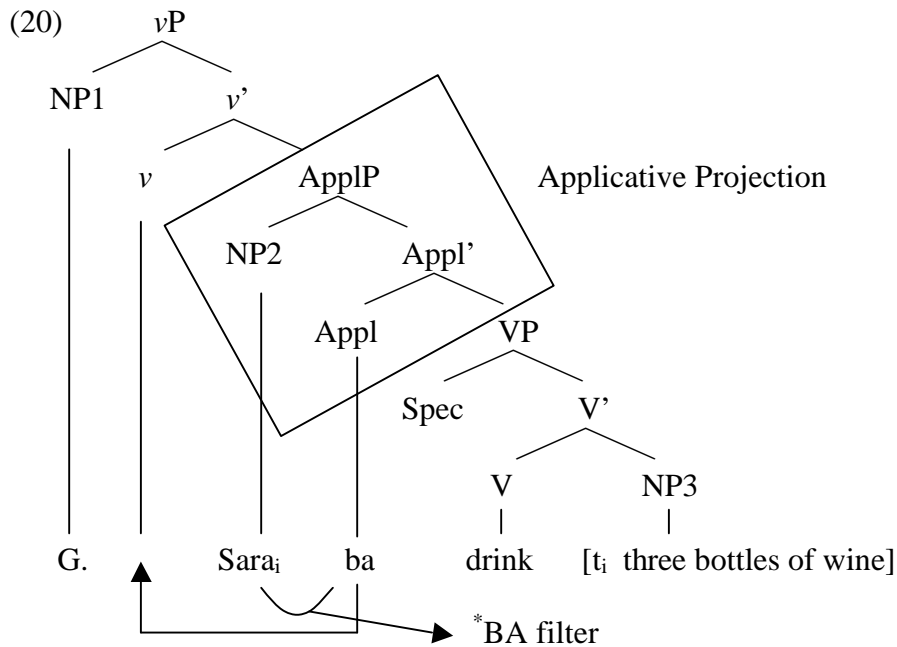 (20) vP
NP1 v’
v ApplP Applicative Projection
NP2 Appl’
Appl VP
Spec V’
V NP3
G. Saraᵢ ba drink [tᵢ three bottles of wine]
*BA filter